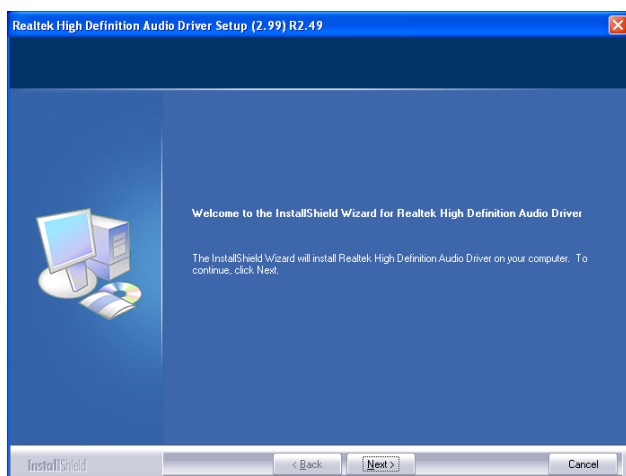 Realtek High Definition Audio Driver Setup (2.99) R2.49
Welcome to the InstallShield Wizard for Realtek High Definition Audio Driver
The InstallShield Wizard will install Realtek High Definition Audio Driver on your computer. To
continue, click Next.
InstallShield
< Back
Next >
Cancel